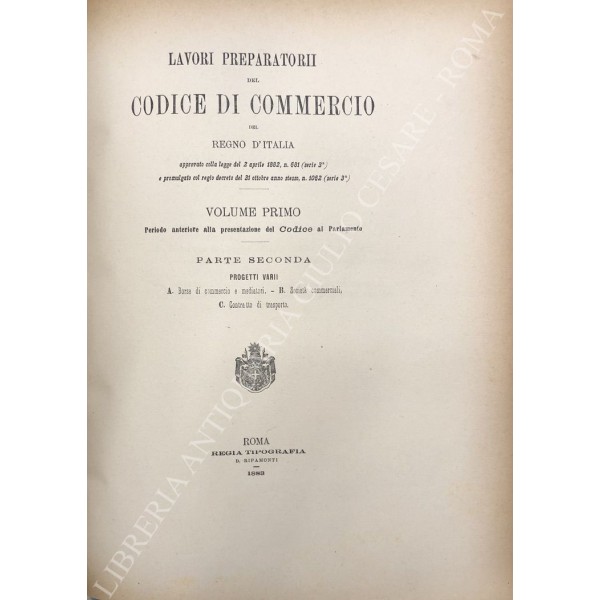 LAVORI PREPARATORII
DEL
CODICE DI COMMERCIO
DEL
REGNO D'ITALIA
approvato colla legge del 2 aprile 1882, n. 681 (serie 3ª)
e promulgato col regio decreto del 31 ottobre anno stesso, n. 1062 (serie 3ª)
VOLUME PRIMO
Periodo anteriore alla presentazione del Codice al Parlamento
PARTE SECONDA
PROGETTI VARII
A. Borse di commercio e mediatori. – B. Società commerciali.
C. Contratto di trasporto.
ROMA
REGIA TIPOGRAFIA
D. RIPAMONTI
1883
LIBRERIA ANTIQUARIA GIULIO CESARE - ROMA